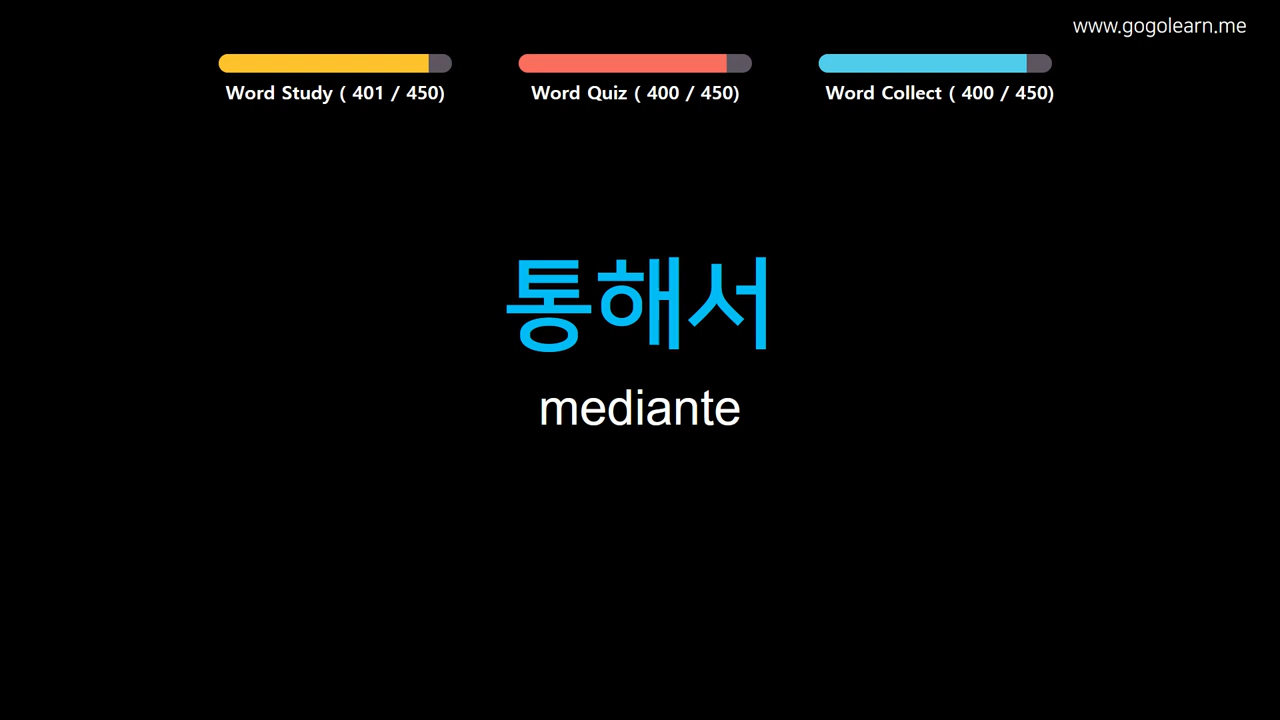 www.gogolearn.me
Word Study ( 401 / 450)
Word Quiz ( 400 / 450)
Word Collect ( 400 / 450)
통해서
mediante